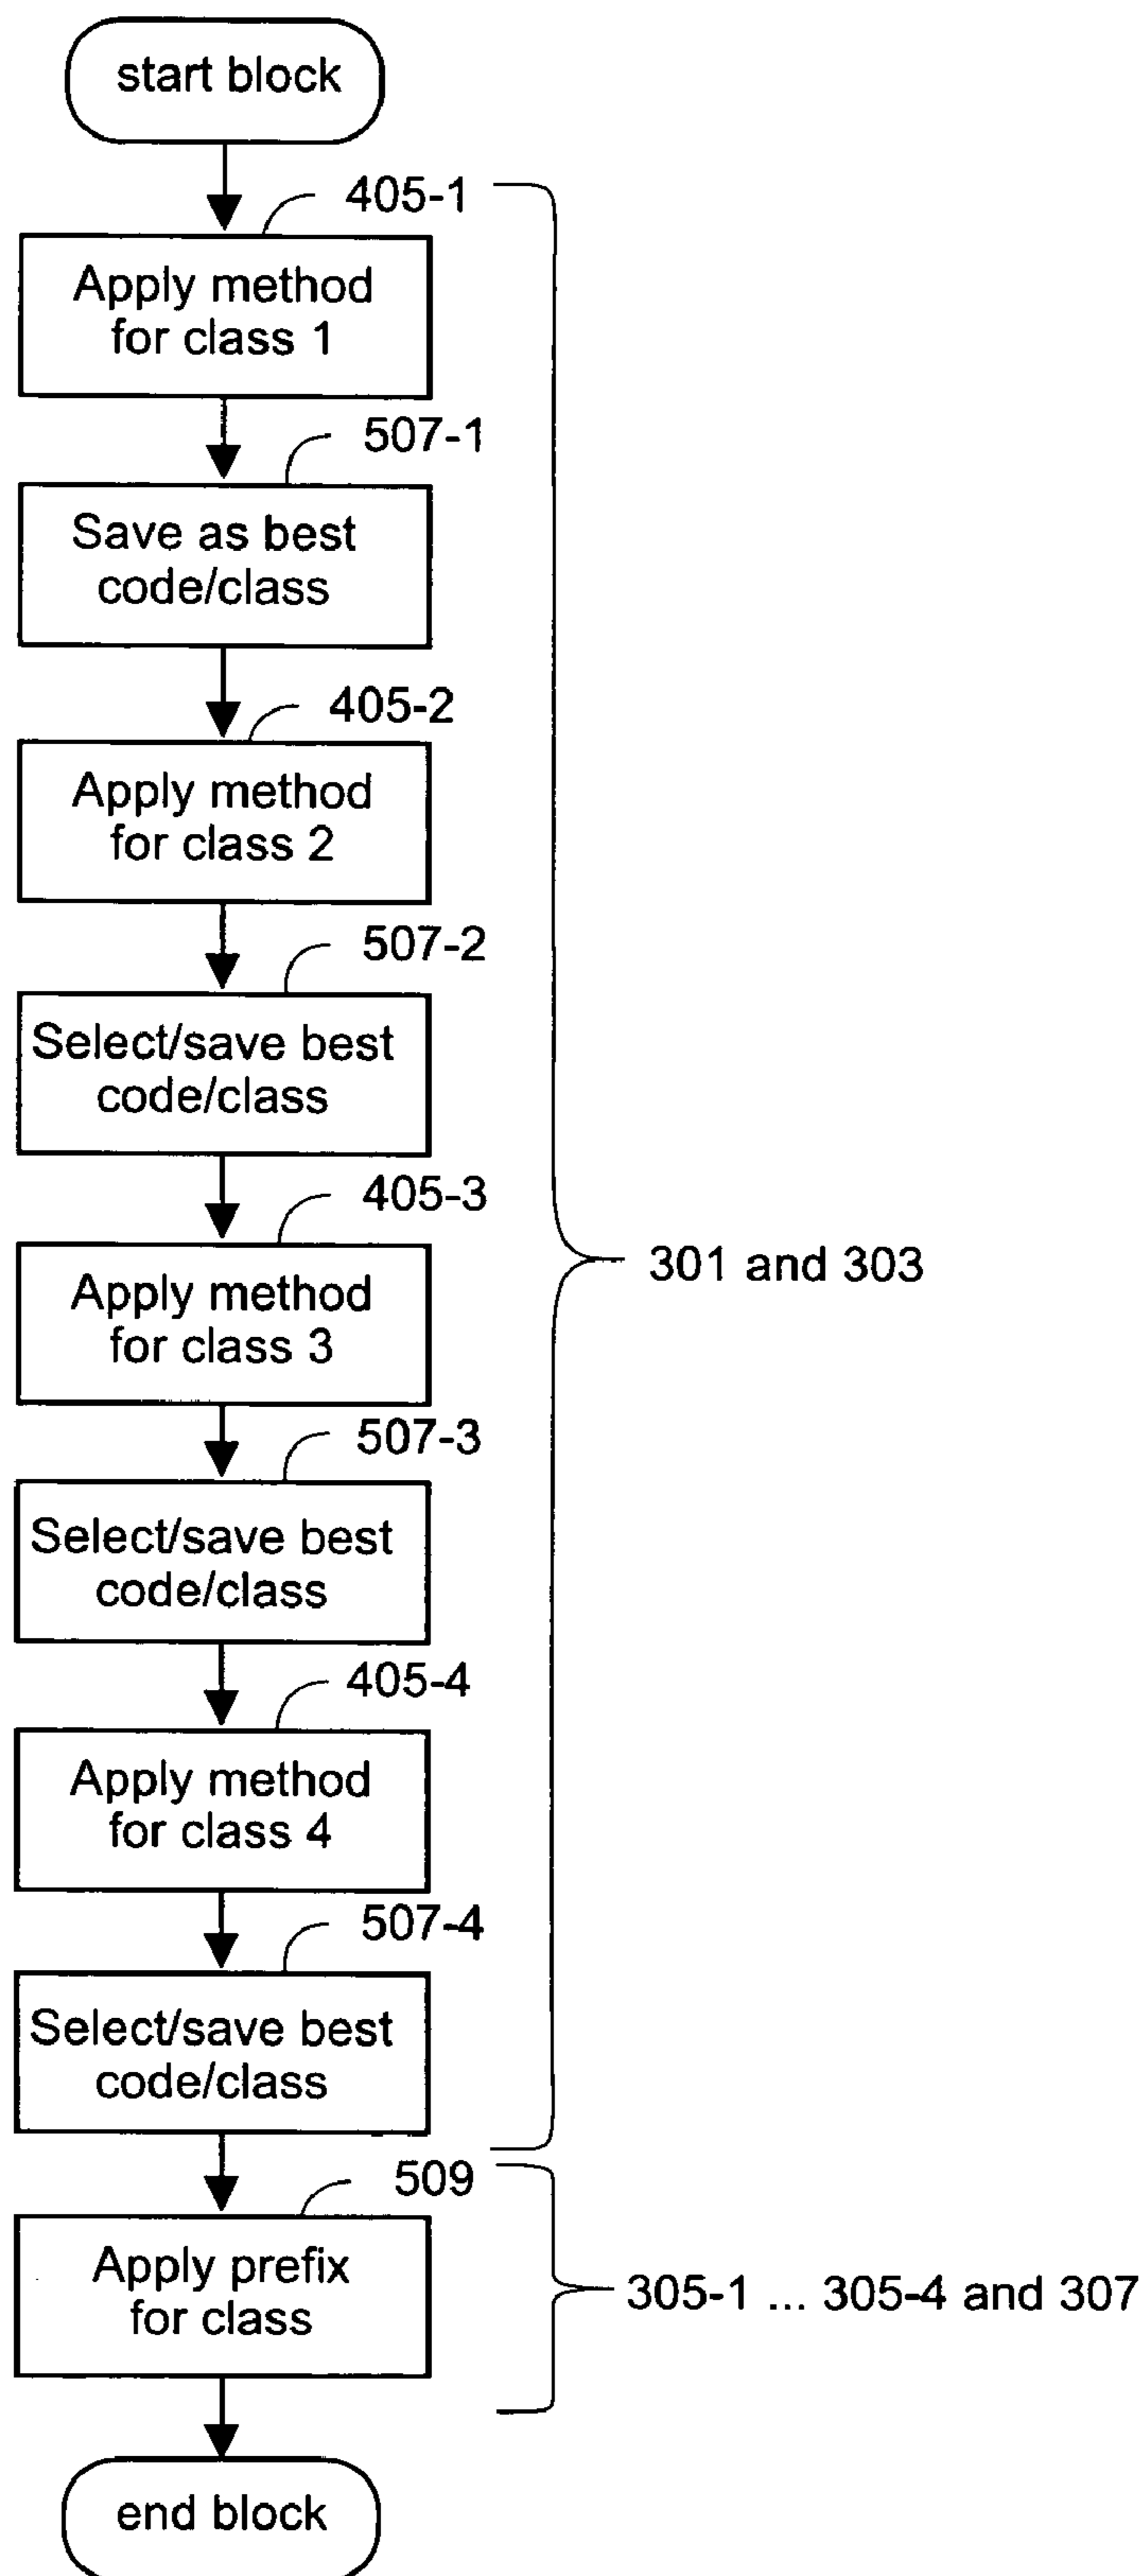 start block
405-1
Apply method
for class 1
507-1
Save as best
code/class
405-2
Apply method
for class 2
507-2
Select/save best
code/class
405-3
Apply method
for class 3
301 and 303
507-3
Select/save best
code/class
405-4
Apply method
for class 4
507-4
Select/save best
code/class
509
Apply prefix
for class
305-1 ... 305-4 and 307
end block